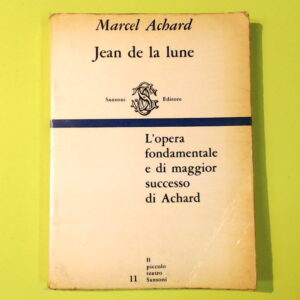 Marcel Achard
Jean de la lune
Sansoni Editore
L'opera
fondamentale
e di maggior
successo
di Achard
Il
piccolo
teatro
11 Sansoni